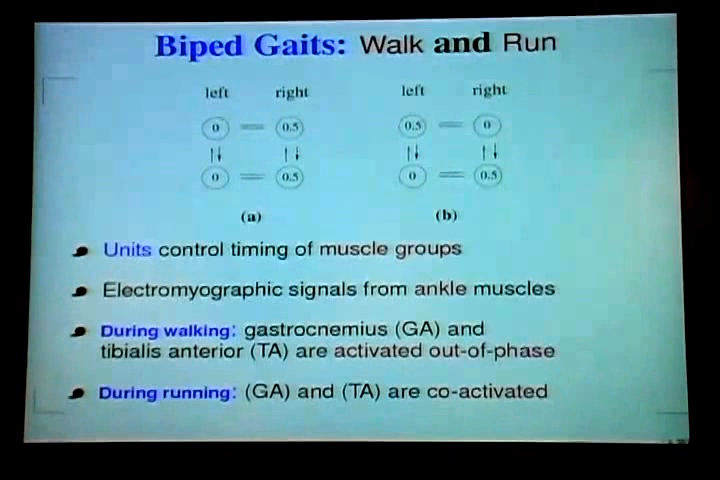 Biped Gaits: Walk and Run
left right left right
0 0.5 0.5 0
0 0.5 0 0.5
(a) (b)
Units control timing of muscle groups
Electromyographic signals from ankle muscles
During walking: gastrocnemius (GA) and
tibialis anterior (TA) are activated out-of-phase
During running: (GA) and (TA) are co-activated